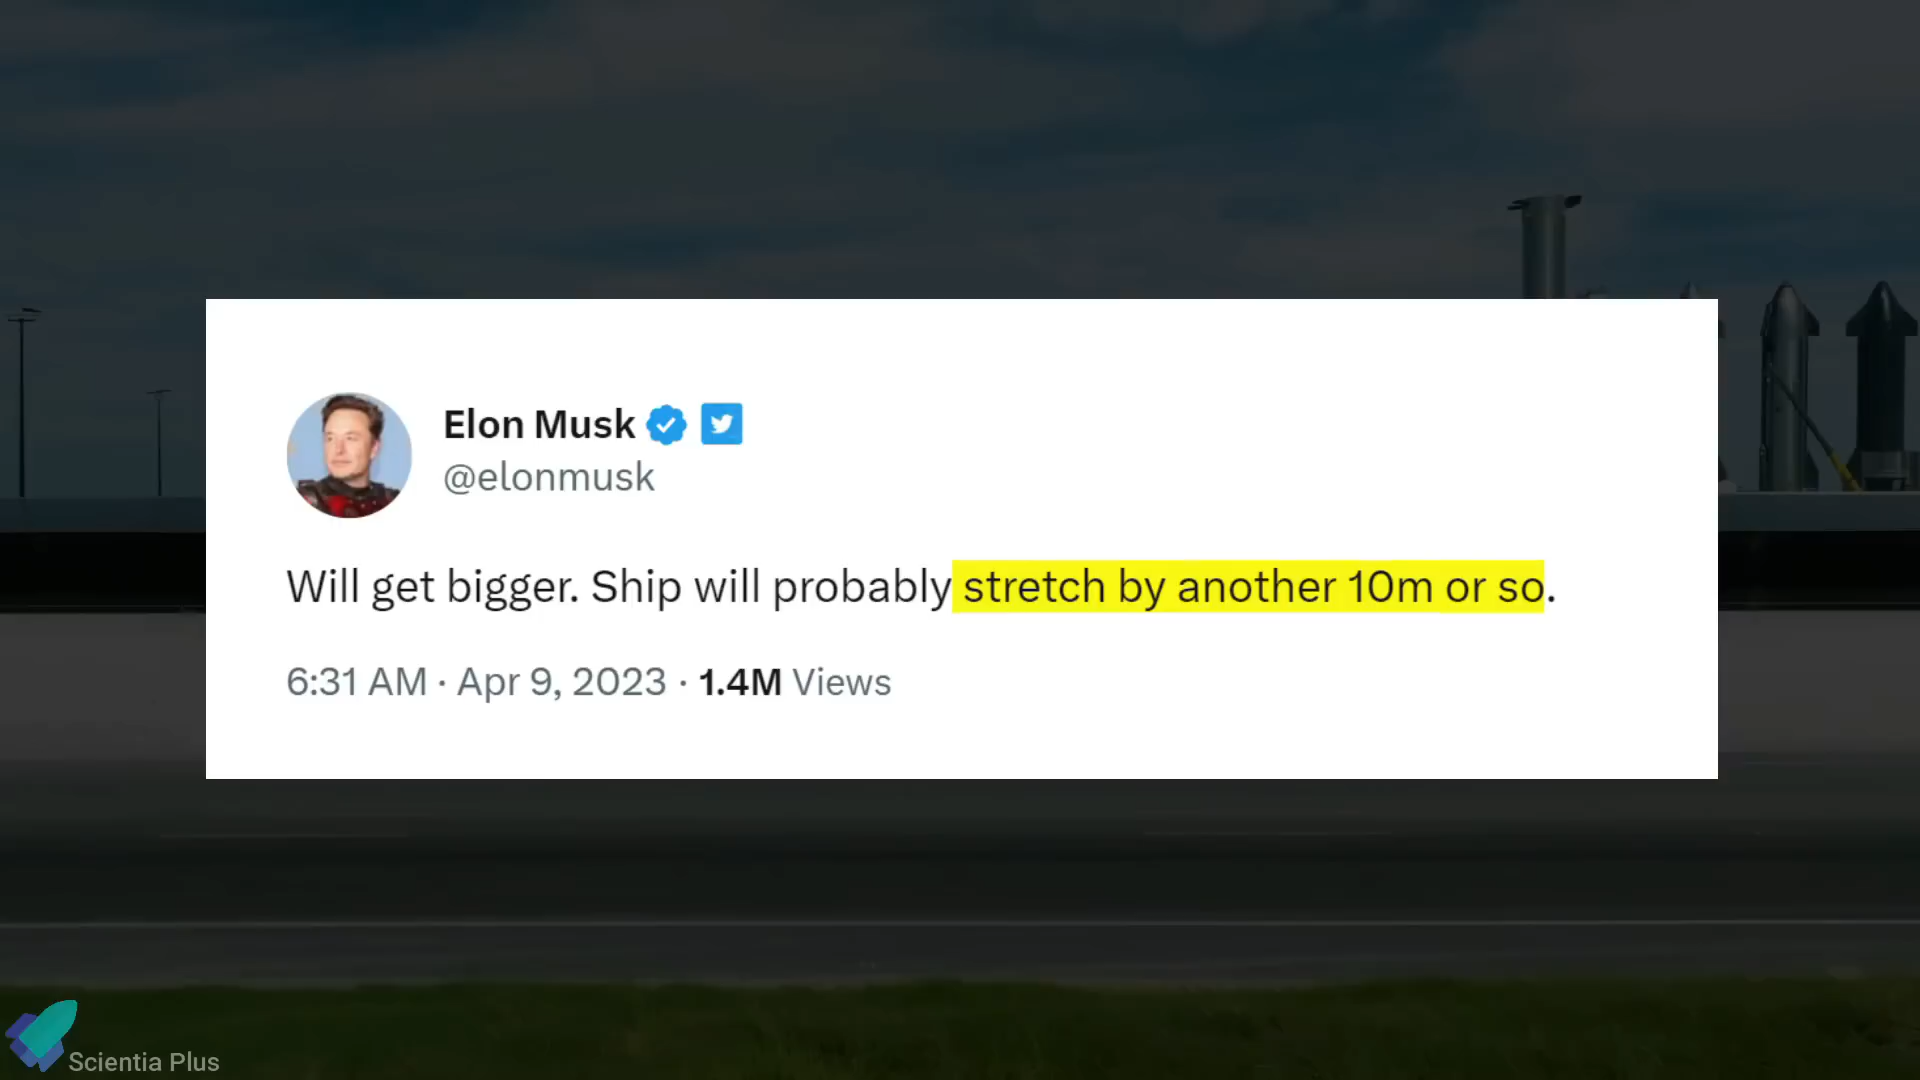 Elon Musk
@elonmusk
Will get bigger. Ship will probably stretch by another 10m or so.
6:31 AM · Apr 9, 2023 · 1.4M Views
Scientia Plus